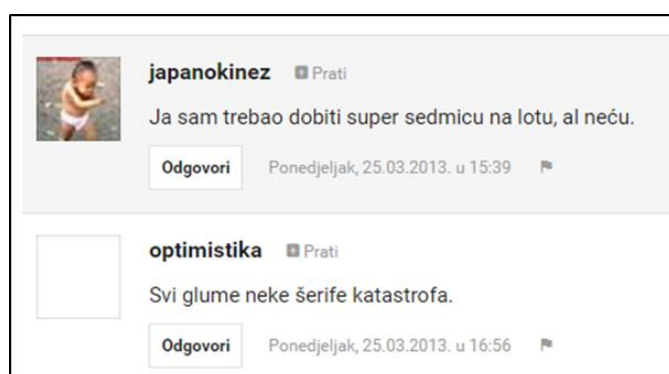 japanokinez Prati
Ja sam trebao dobiti super sedmicu na lotu, al neću.
Odgovori Ponedjeljak, 25.03.2013. u 15:39
optimistika Prati
Svi glume neke šerife katastrofa.
Odgovori Ponedjeljak, 25.03.2013. u 16:56